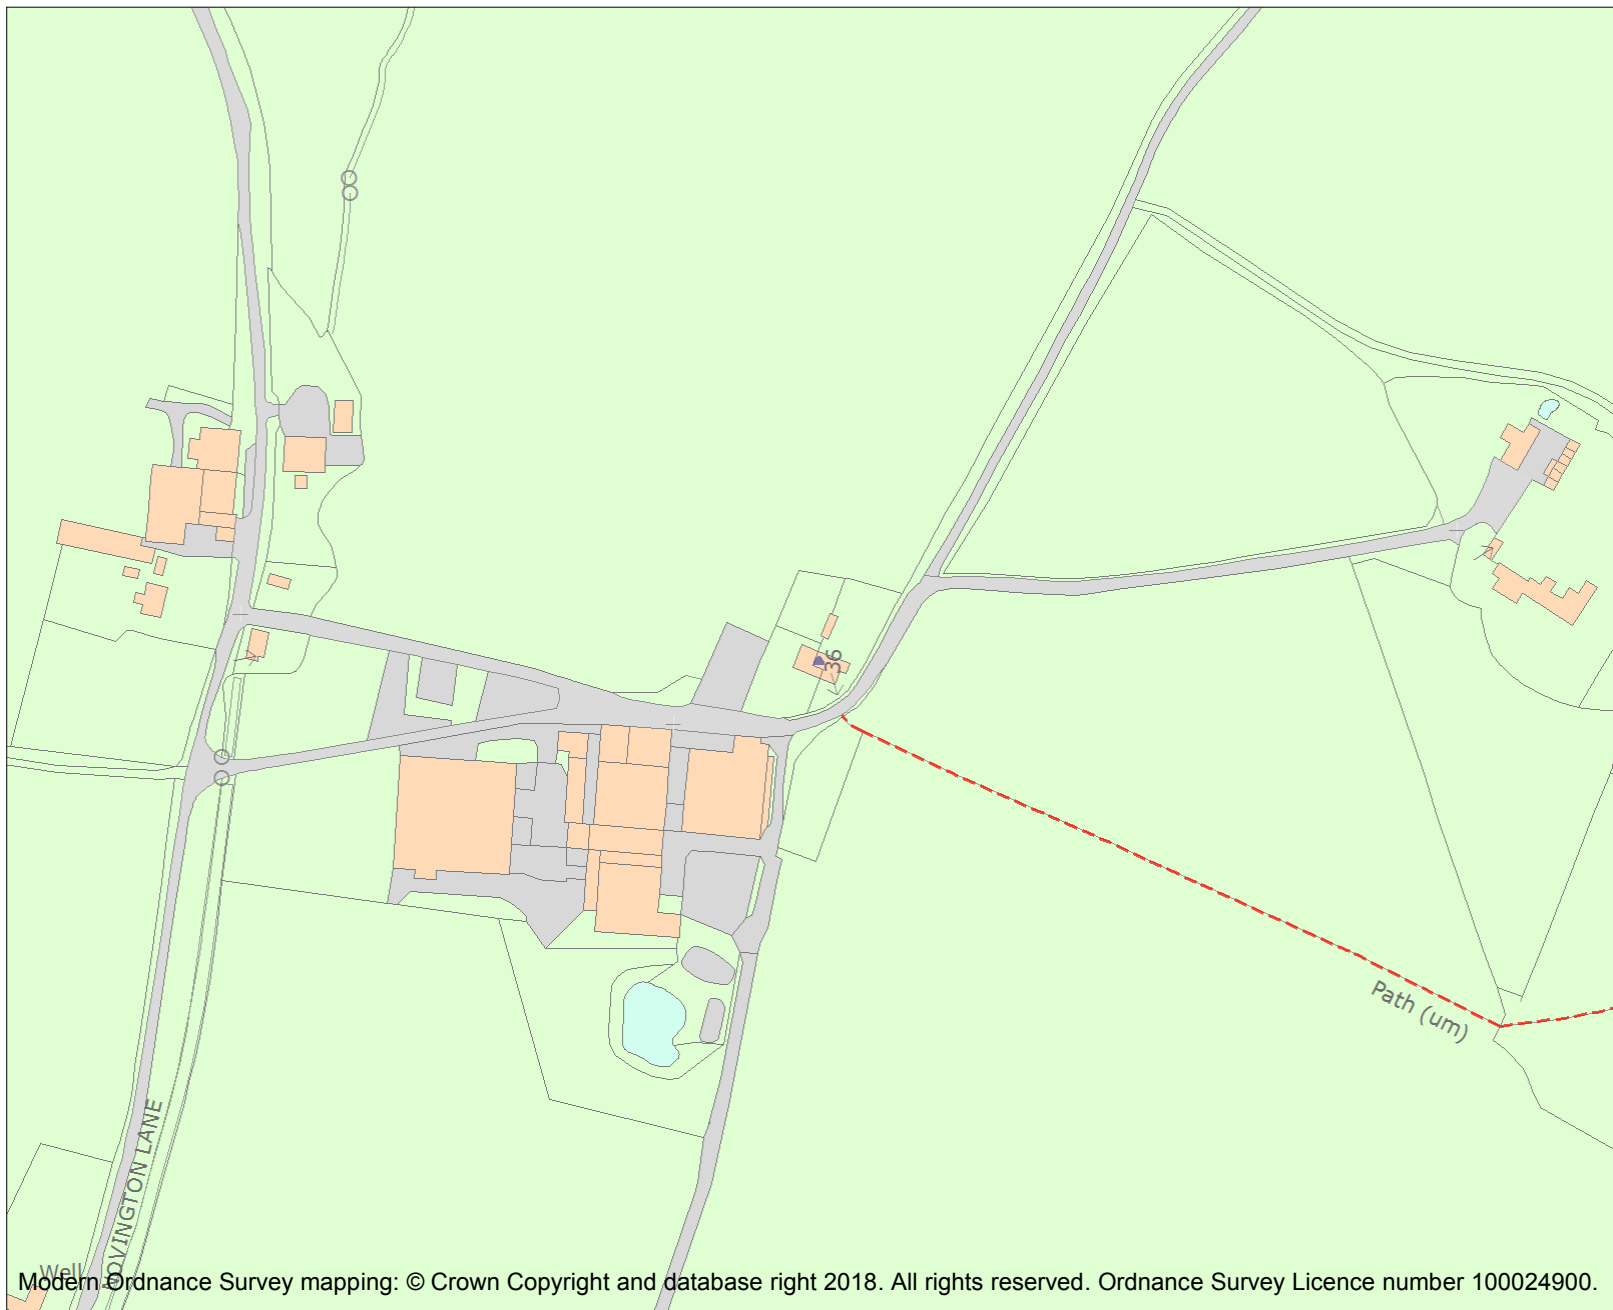 36
Path (um)
OVINGTON LANE
Well
Modern Ordnance Survey mapping: © Crown Copyright and database right 2018. All rights reserved. Ordnance Survey Licence number 100024900.